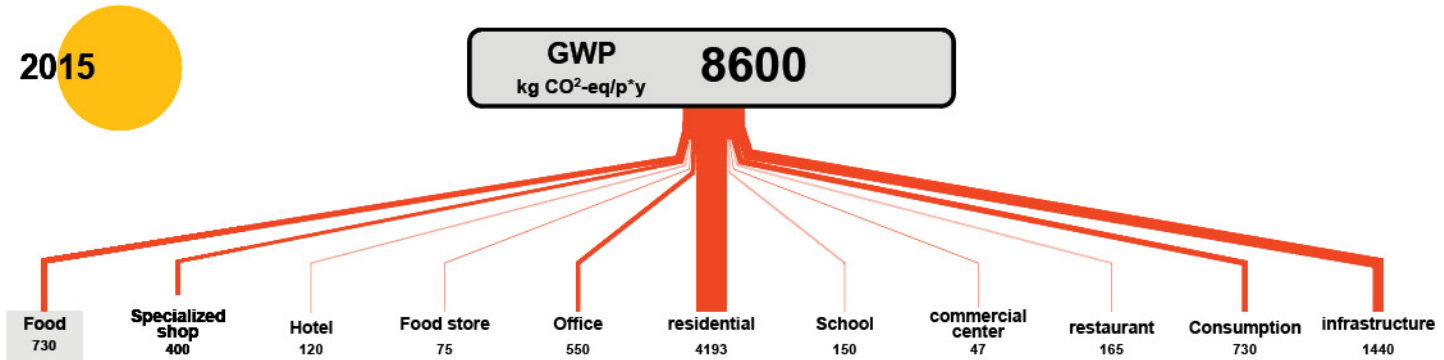 2015
GWP
kg CO²-eq/p*y
8600
Food
730
Specialized
shop
400
Hotel
120
Food store
75
Office
550
residential
4193
School
150
commercial
center
47
restaurant
165
Consumption
730
infrastructure
1440